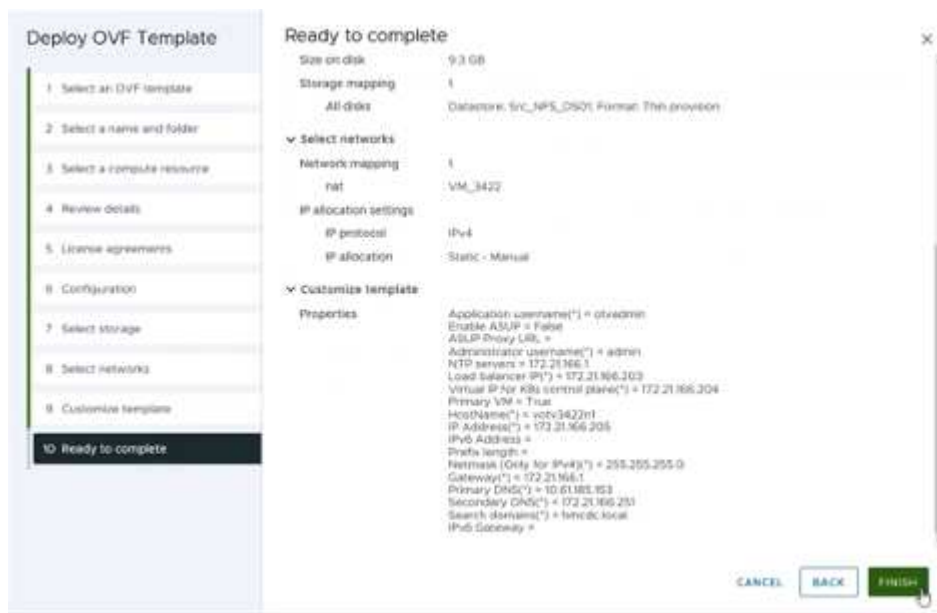 Deploy OVF Template
1 Select an OVF template
2 Select a name and folder
3 Select a compute resource
4 Review details
5 License agreements
6 Configuration
7 Select storage
8 Select networks
9 Customize template
10 Ready to complete
Ready to complete
Size on disk 9.3 GB
Storage mapping 1
All disks Datastore: Src_NFS_DS01; Format: Thin provision
Select networks
Network mapping 1
nat VM_3422
IP allocation settings
IP protocol IPv4
IP allocation Static - Manual
Customize template
Properties Application username(*) = otvadmin
Enable ASUP = False
ASUP Proxy URL =
Administrator username(*) = admin
NTP servers = 172.21.166.1
Load balancer IP(*) = 172.21.166.203
Virtual IP for K8s control plane(*) = 172.21.166.204
Primary VM = True
HostName(*) = votv3422n1
IP Address(*) = 172.21.166.205
IPv6 Address =
Prefix length =
Netmask (Only for IPv4)(*) = 255.255.255.0
Gateway(*) = 172.21.166.1
Primary DNS(*) = 10.61.185.153
Secondary DNS(*) = 172.21.166.251
Search domains(*) = hmcdc.local
IPv6 Gateway =
CANCEL
BACK
FINISH